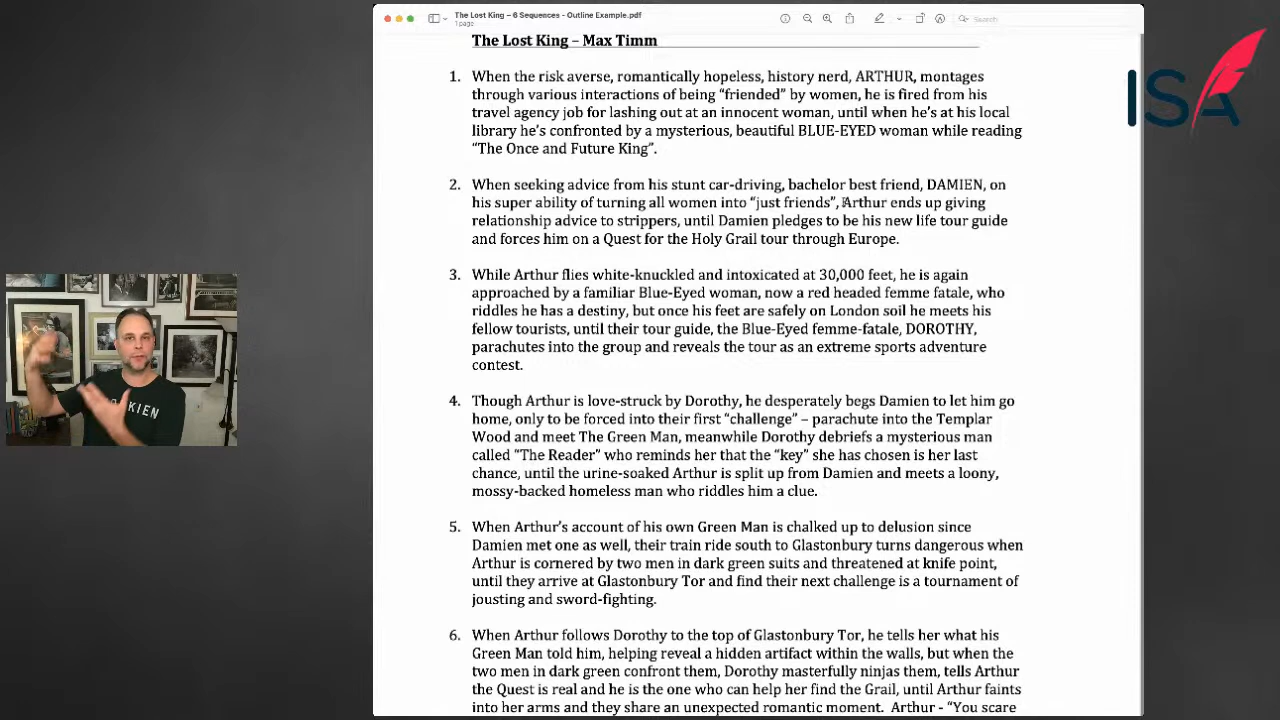 The Lost King – 6 Sequences - Outline Example.pdf
1 page
Search
The Lost King – Max Timm
1. When the risk averse, romantically hopeless, history nerd, ARTHUR, montages
through various interactions of being “friended” by women, he is fired from his
travel agency job for lashing out at an innocent woman, until when he’s at his local
library he’s confronted by a mysterious, beautiful BLUE-EYED woman while reading
“The Once and Future King”.
2. When seeking advice from his stunt car-driving, bachelor best friend, DAMIEN, on
his super ability of turning all women into “just friends”, Arthur ends up giving
relationship advice to strippers, until Damien pledges to be his new life tour guide
and forces him on a Quest for the Holy Grail tour through Europe.
3. While Arthur flies white-knuckled and intoxicated at 30,000 feet, he is again
approached by a familiar Blue-Eyed woman, now a red headed femme fatale, who
riddles he has a destiny, but once his feet are safely on London soil he meets his
fellow tourists, until their tour guide, the Blue-Eyed femme-fatale, DOROTHY,
parachutes into the group and reveals the tour as an extreme sports adventure
contest.
4. Though Arthur is love-struck by Dorothy, he desperately begs Damien to let him go
home, only to be forced into their first “challenge” – parachute into the Templar
Wood and meet The Green Man, meanwhile Dorothy debriefs a mysterious man
called “The Reader” who reminds her that the “key” she has chosen is her last
chance, until the urine-soaked Arthur is split up from Damien and meets a loony,
mossy-backed homeless man who riddles him a clue.
5. When Arthur’s account of his own Green Man is chalked up to delusion since
Damien met one as well, their train ride south to Glastonbury turns dangerous when
Arthur is cornered by two men in dark green suits and threatened at knife point,
until they arrive at Glastonbury Tor and find their next challenge is a tournament of
jousting and sword-fighting.
6. When Arthur follows Dorothy to the top of Glastonbury Tor, he tells her what his
Green Man told him, helping reveal a hidden artifact within the walls, but when the
two men in dark green confront them, Dorothy masterfully ninjas them, tells Arthur
the Quest is real and he is the one who can help her find the Grail, until Arthur faints
into her arms and they share an unexpected romantic moment. Arthur - “You scare
ISA